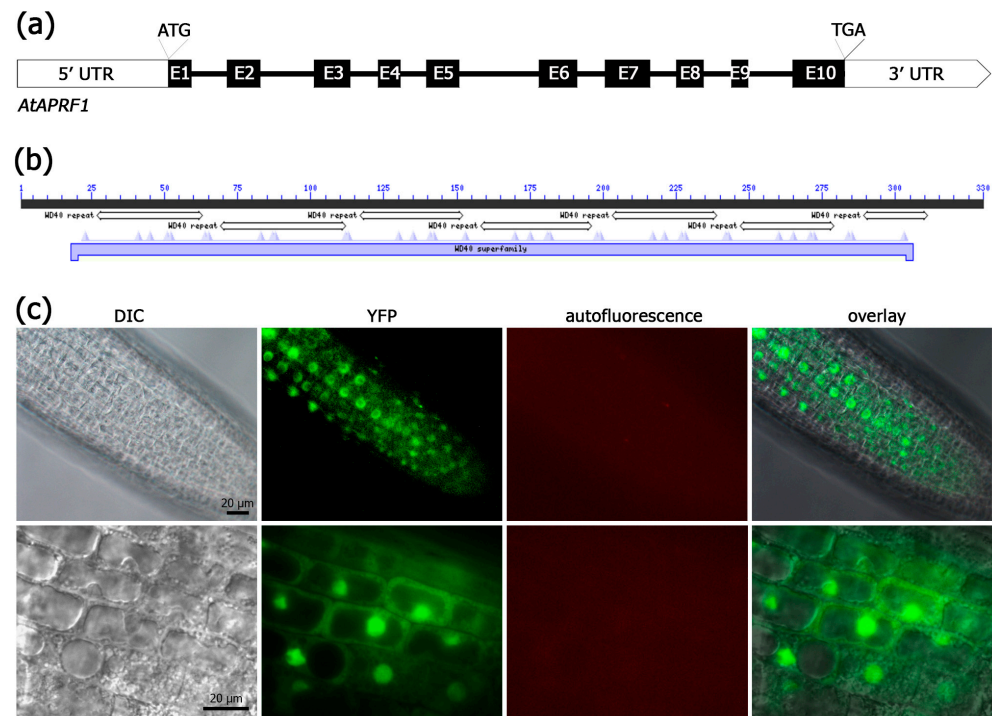 (a)
ATG
TGA
5' UTR E1 E2 E3 E4 E5 E6 E7 E8 E9 E10 3' UTR
AtAPRF1
(b)
1 25 50 75 100 125 150 175 200 225 250 275 300 330
WD40 repeat WD40 repeat WD40 repeat WD40 repeat
WD40 repeat WD40 repeat WD40 repeat
WD40 superfamily
(c)
DIC YFP autofluorescence overlay
20 µm
20 µm